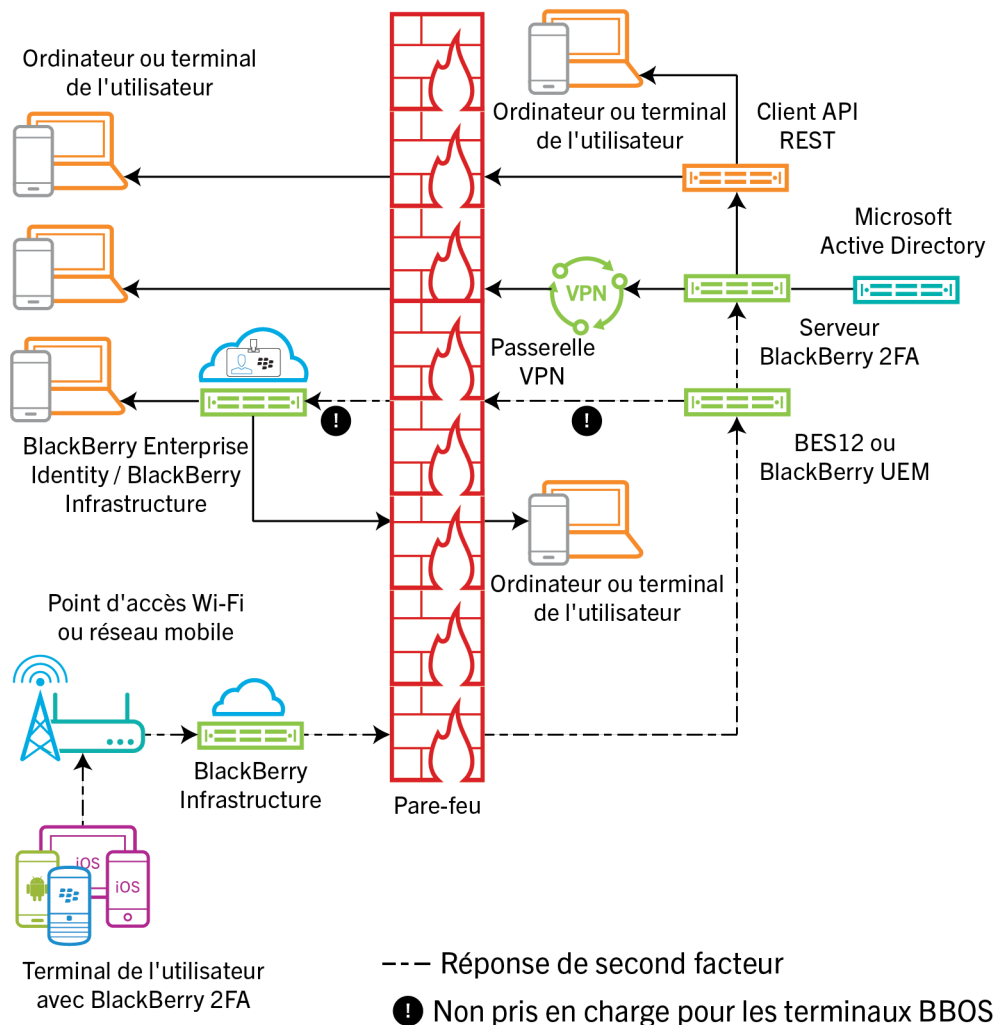 Ordinateur ou terminal
de l'utilisateur
Ordinateur ou terminal
de l'utilisateur
Client API
REST
Microsoft
Active Directory
VPN
Passerelle
VPN
Serveur
BlackBerry 2FA
!
!
BlackBerry Enterprise
Identity / BlackBerry
Infrastructure
BES12 ou
BlackBerry UEM
Ordinateur ou terminal
de l'utilisateur
Point d'accès Wi-Fi
ou réseau mobile
BlackBerry
Infrastructure
Pare-feu
iOS
iOS
Terminal de l'utilisateur
avec BlackBerry 2FA
Réponse de second facteur
! Non pris en charge pour les terminaux BBOS